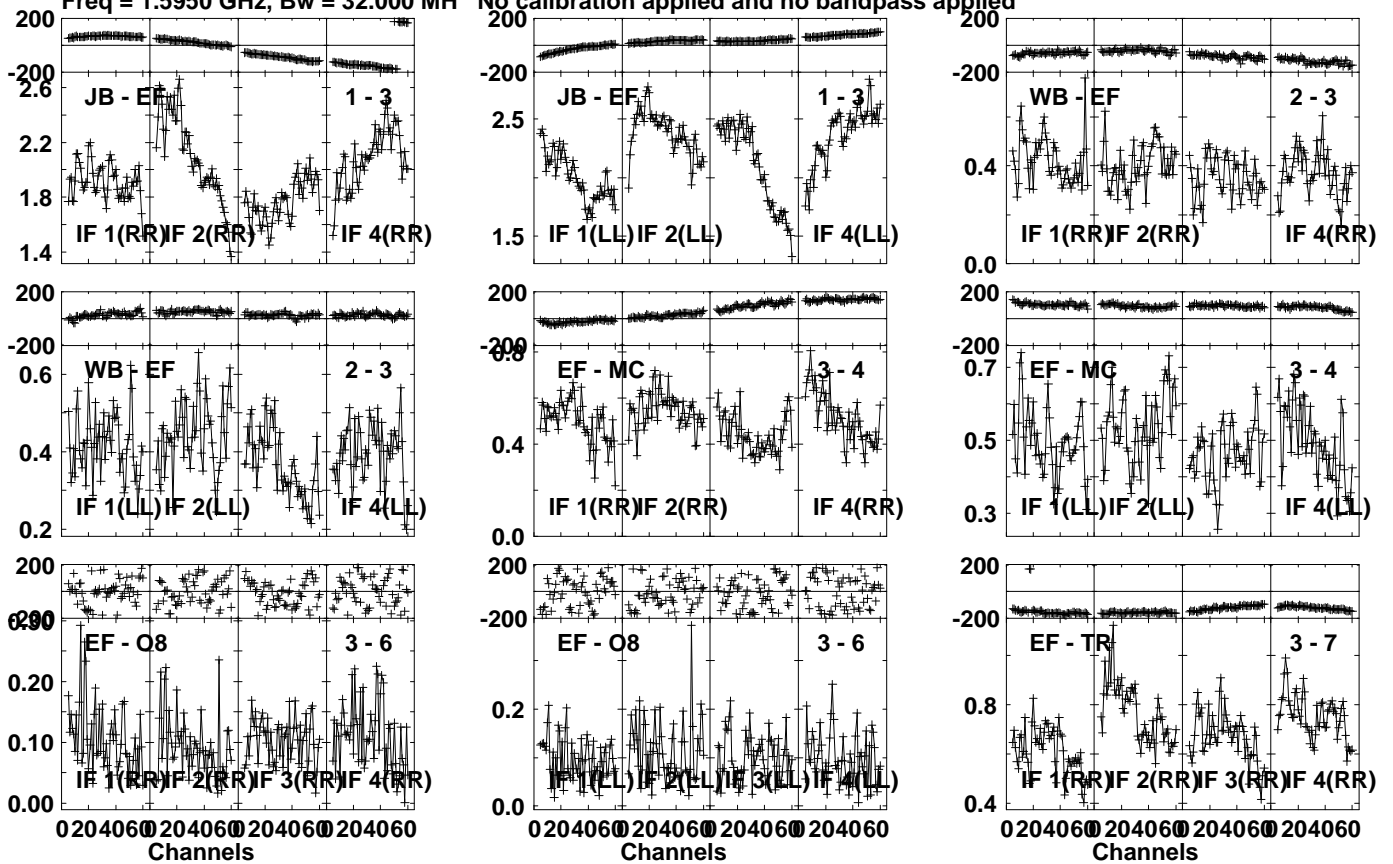 Freq = 1.5950 GHz, Bw = 32.000 MH No calibration applied and no bandpass applied
200
-200
2.6
2.2
1.8
1.4
JB - EF 1 - 3
IF 1(RR) IF 2(RR) IF 4(RR)
200
-200
2.5
1.5
JB - EF 1 - 3
IF 1(LL) IF 2(LL) IF 4(LL)
200
-200
0.4
0.0
WB - EF 2 - 3
IF 1(RR) IF 2(RR) IF 4(RR)
200
-200
0.6
0.4
0.2
WB - EF 2 - 3
IF 1(LL) IF 2(LL) IF 4(LL)
200
-200
0.8
0.4
0.0
EF - MC 3 - 4
IF 1(RR) IF 2(RR) IF 4(RR)
200
-200
0.7
0.5
0.3
EF - MC 3 - 4
IF 1(LL) IF 2(LL) IF 4(LL)
200
-200
0.30
0.20
0.10
0.00
EF - O8 3 - 6
IF 1(RR) IF 2(RR) IF 3(RR) IF 4(RR)
0 20 40 60 0 20 40 60 0 20 40 60 0 20 40 60
Channels
200
-200
0.2
0.0
EF - O8 3 - 6
IF 1(LL) IF 2(LL) IF 3(LL) IF 4(LL)
0 20 40 60 0 20 40 60 0 20 40 60 0 20 40 60
Channels
200
-200
0.8
0.4
EF - TR 3 - 7
IF 1(RR) IF 2(RR) IF 3(RR) IF 4(RR)
0 20 40 60 0 20 40 60 0 20 40 60 0 20 40 60
Channels